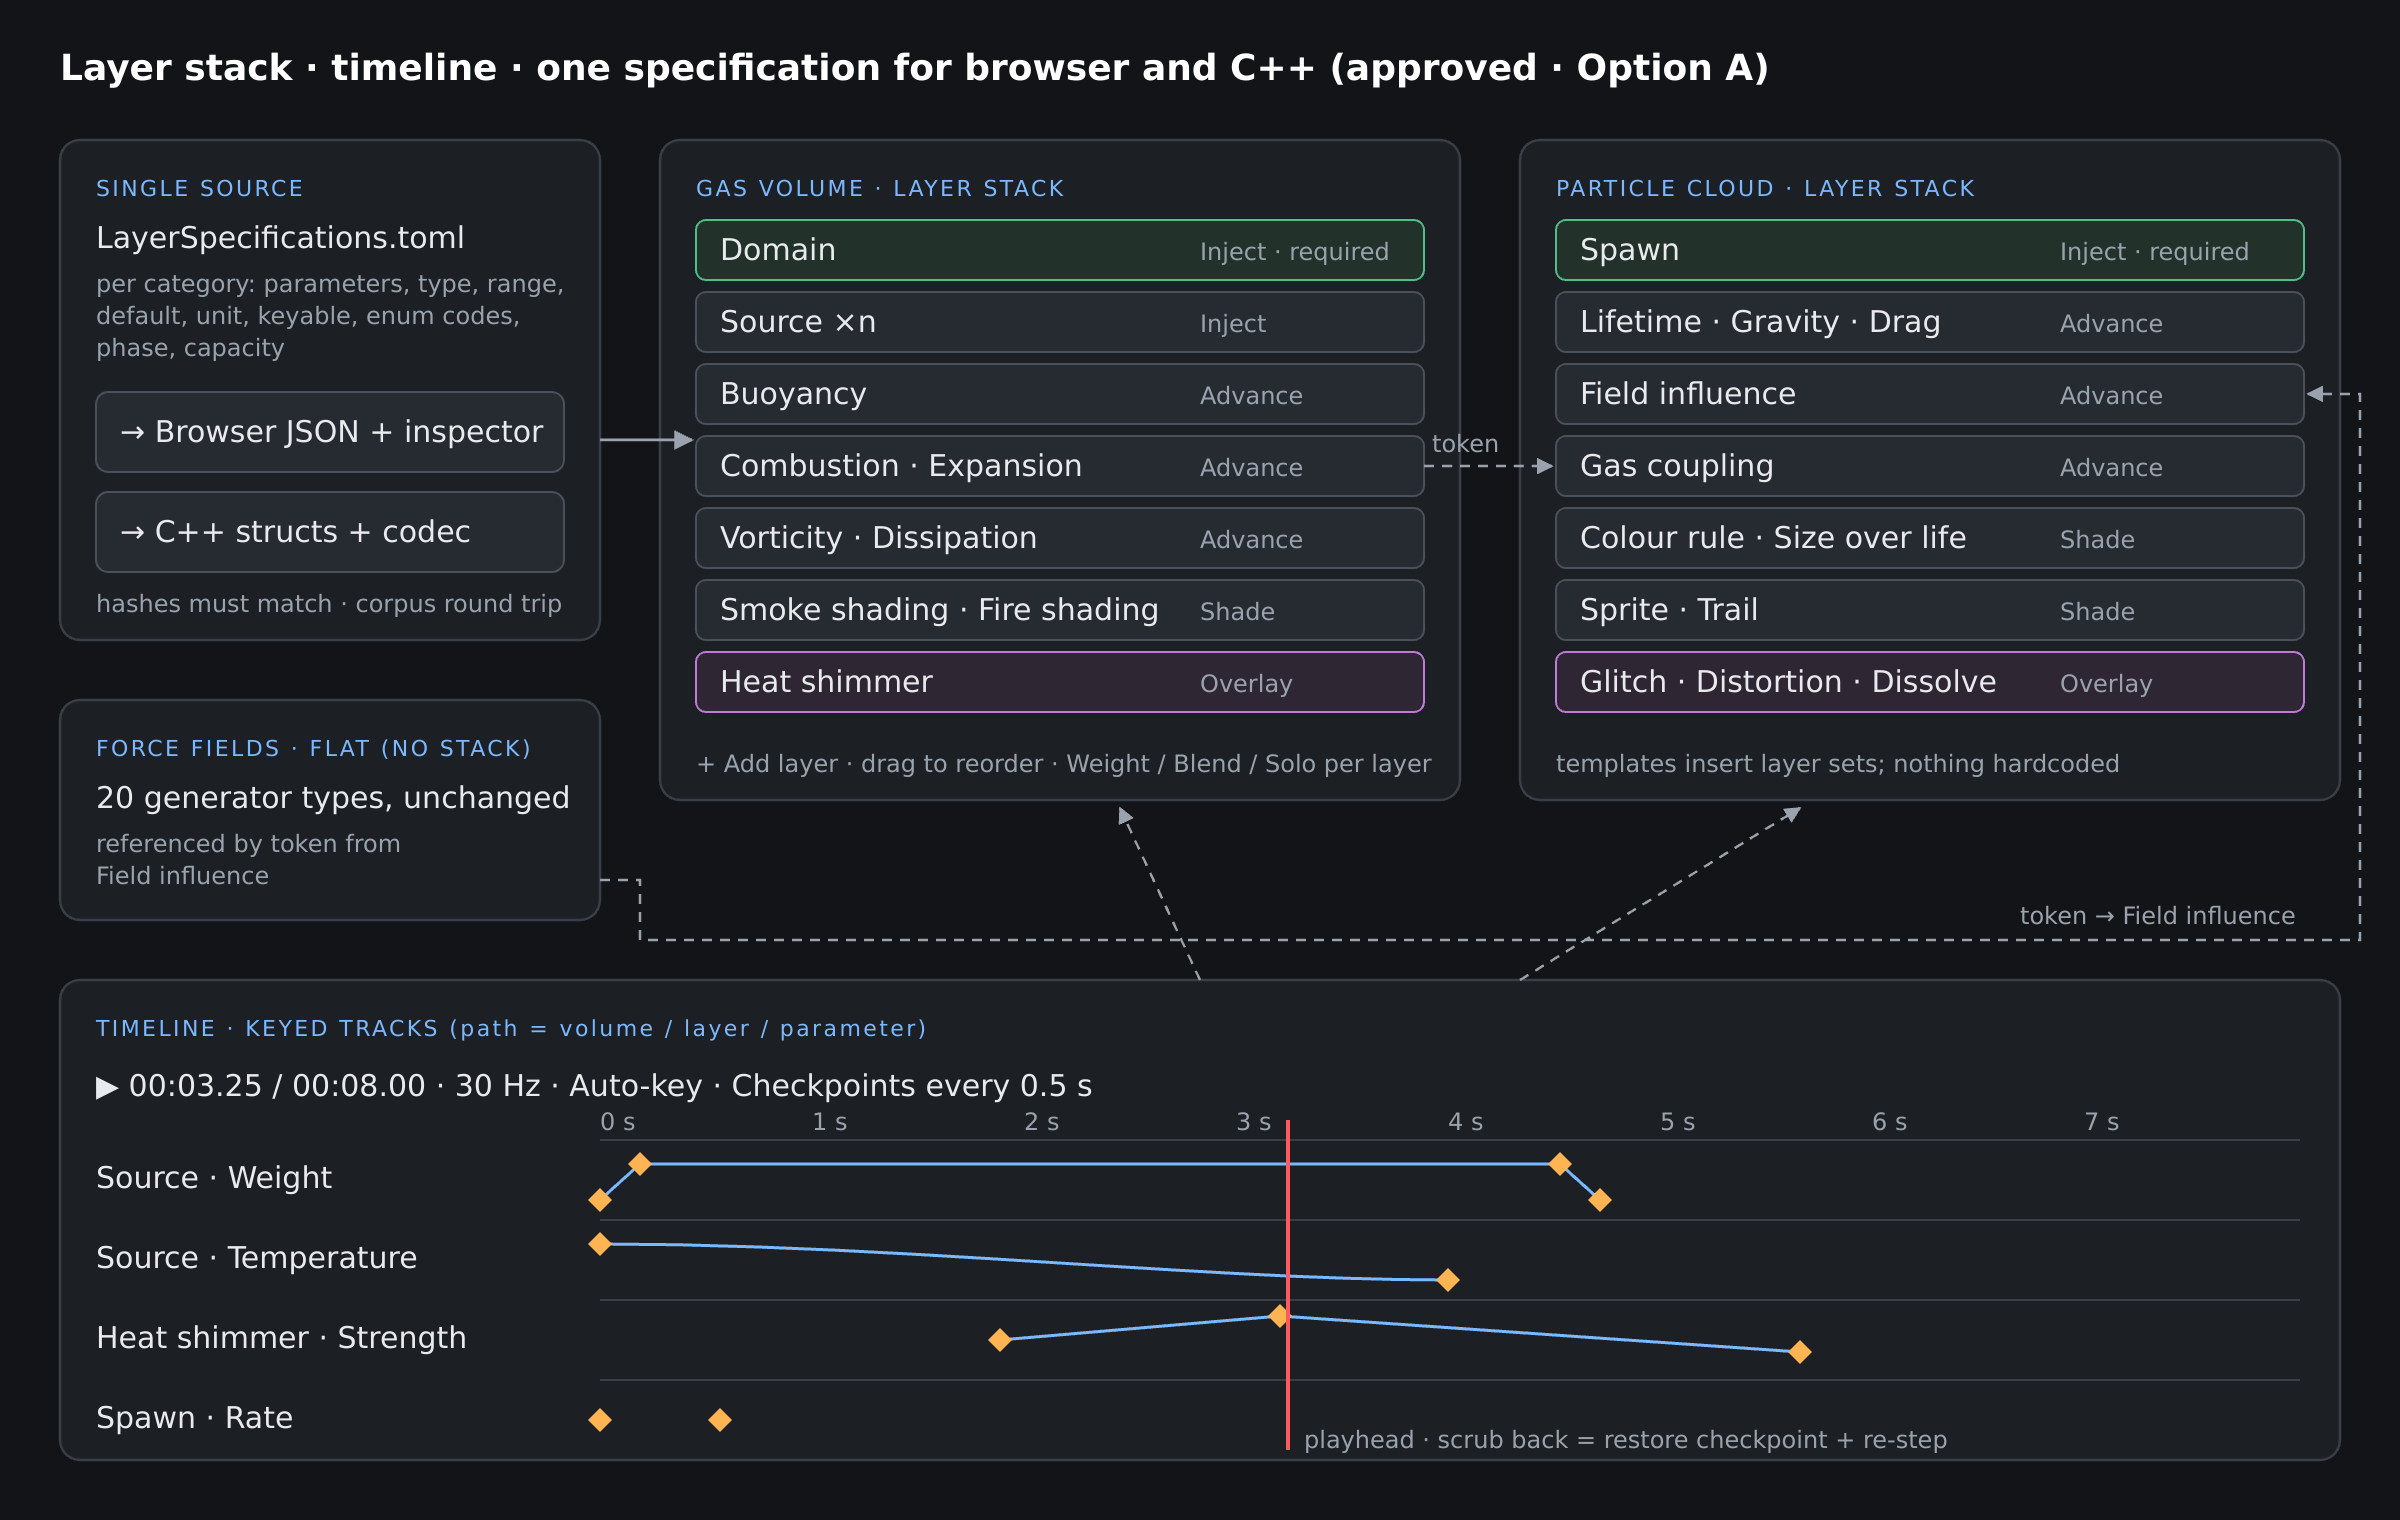 Layer stack · timeline · one specification for browser and C++ (approved · Option A)
SINGLE SOURCE
LayerSpecifications.toml
per category: parameters, type, range,
default, unit, keyable, enum codes,
phase, capacity
→ Browser JSON + inspector
→ C++ structs + codec
hashes must match · corpus round trip
FORCE FIELDS · FLAT (NO STACK)
20 generator types, unchanged
referenced by token from
Field influence
GAS VOLUME · LAYER STACK
Domain Inject · required
Source ×n Inject
Buoyancy Advance
Combustion · Expansion Advance
Vorticity · Dissipation Advance
Smoke shading · Fire shading Shade
Heat shimmer Overlay
+ Add layer · drag to reorder · Weight / Blend / Solo per layer
token
PARTICLE CLOUD · LAYER STACK
Spawn Inject · required
Lifetime · Gravity · Drag Advance
Field influence Advance
Gas coupling Advance
Colour rule · Size over life Shade
Sprite · Trail Shade
Glitch · Distortion · Dissolve Overlay
templates insert layer sets; nothing hardcoded
token → Field influence
TIMELINE · KEYED TRACKS (path = volume / layer / parameter)
▶ 00:03.25 / 00:08.00 · 30 Hz · Auto-key · Checkpoints every 0.5 s
0 s 1 s 2 s 3 s 4 s 5 s 6 s 7 s
Source · Weight
Source · Temperature
Heat shimmer · Strength
Spawn · Rate
playhead · scrub back = restore checkpoint + re-step